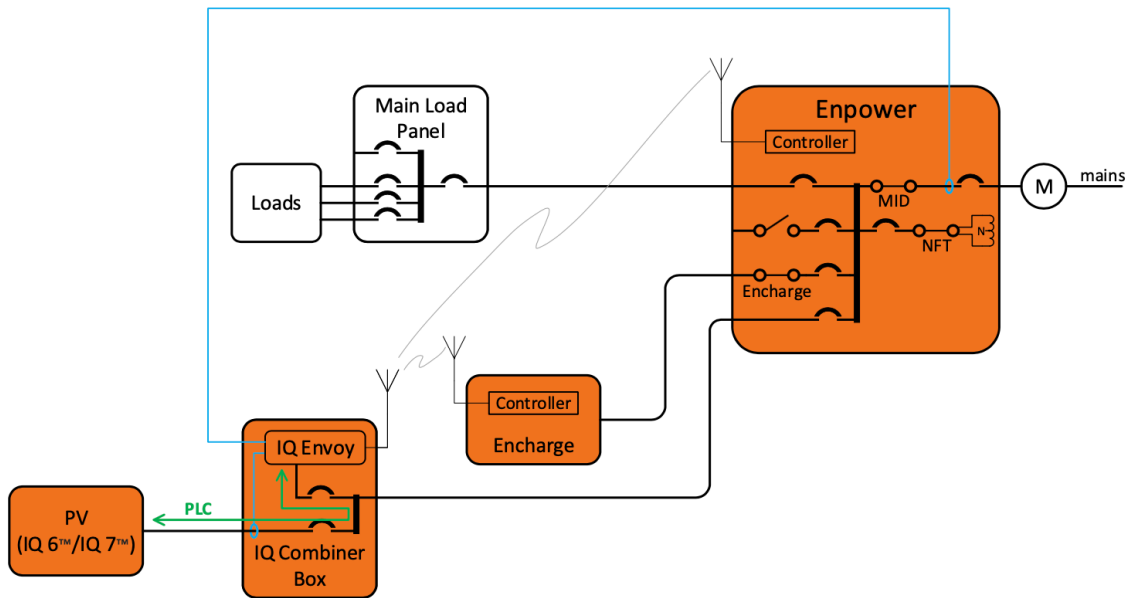 Main Load
Panel
Loads
Enpower
Controller
MID
M
mains
N
NFT
Encharge
Controller
Encharge
IQ Envoy
PLC
PV
(IQ 6™/IQ 7™)
IQ Combiner
Box